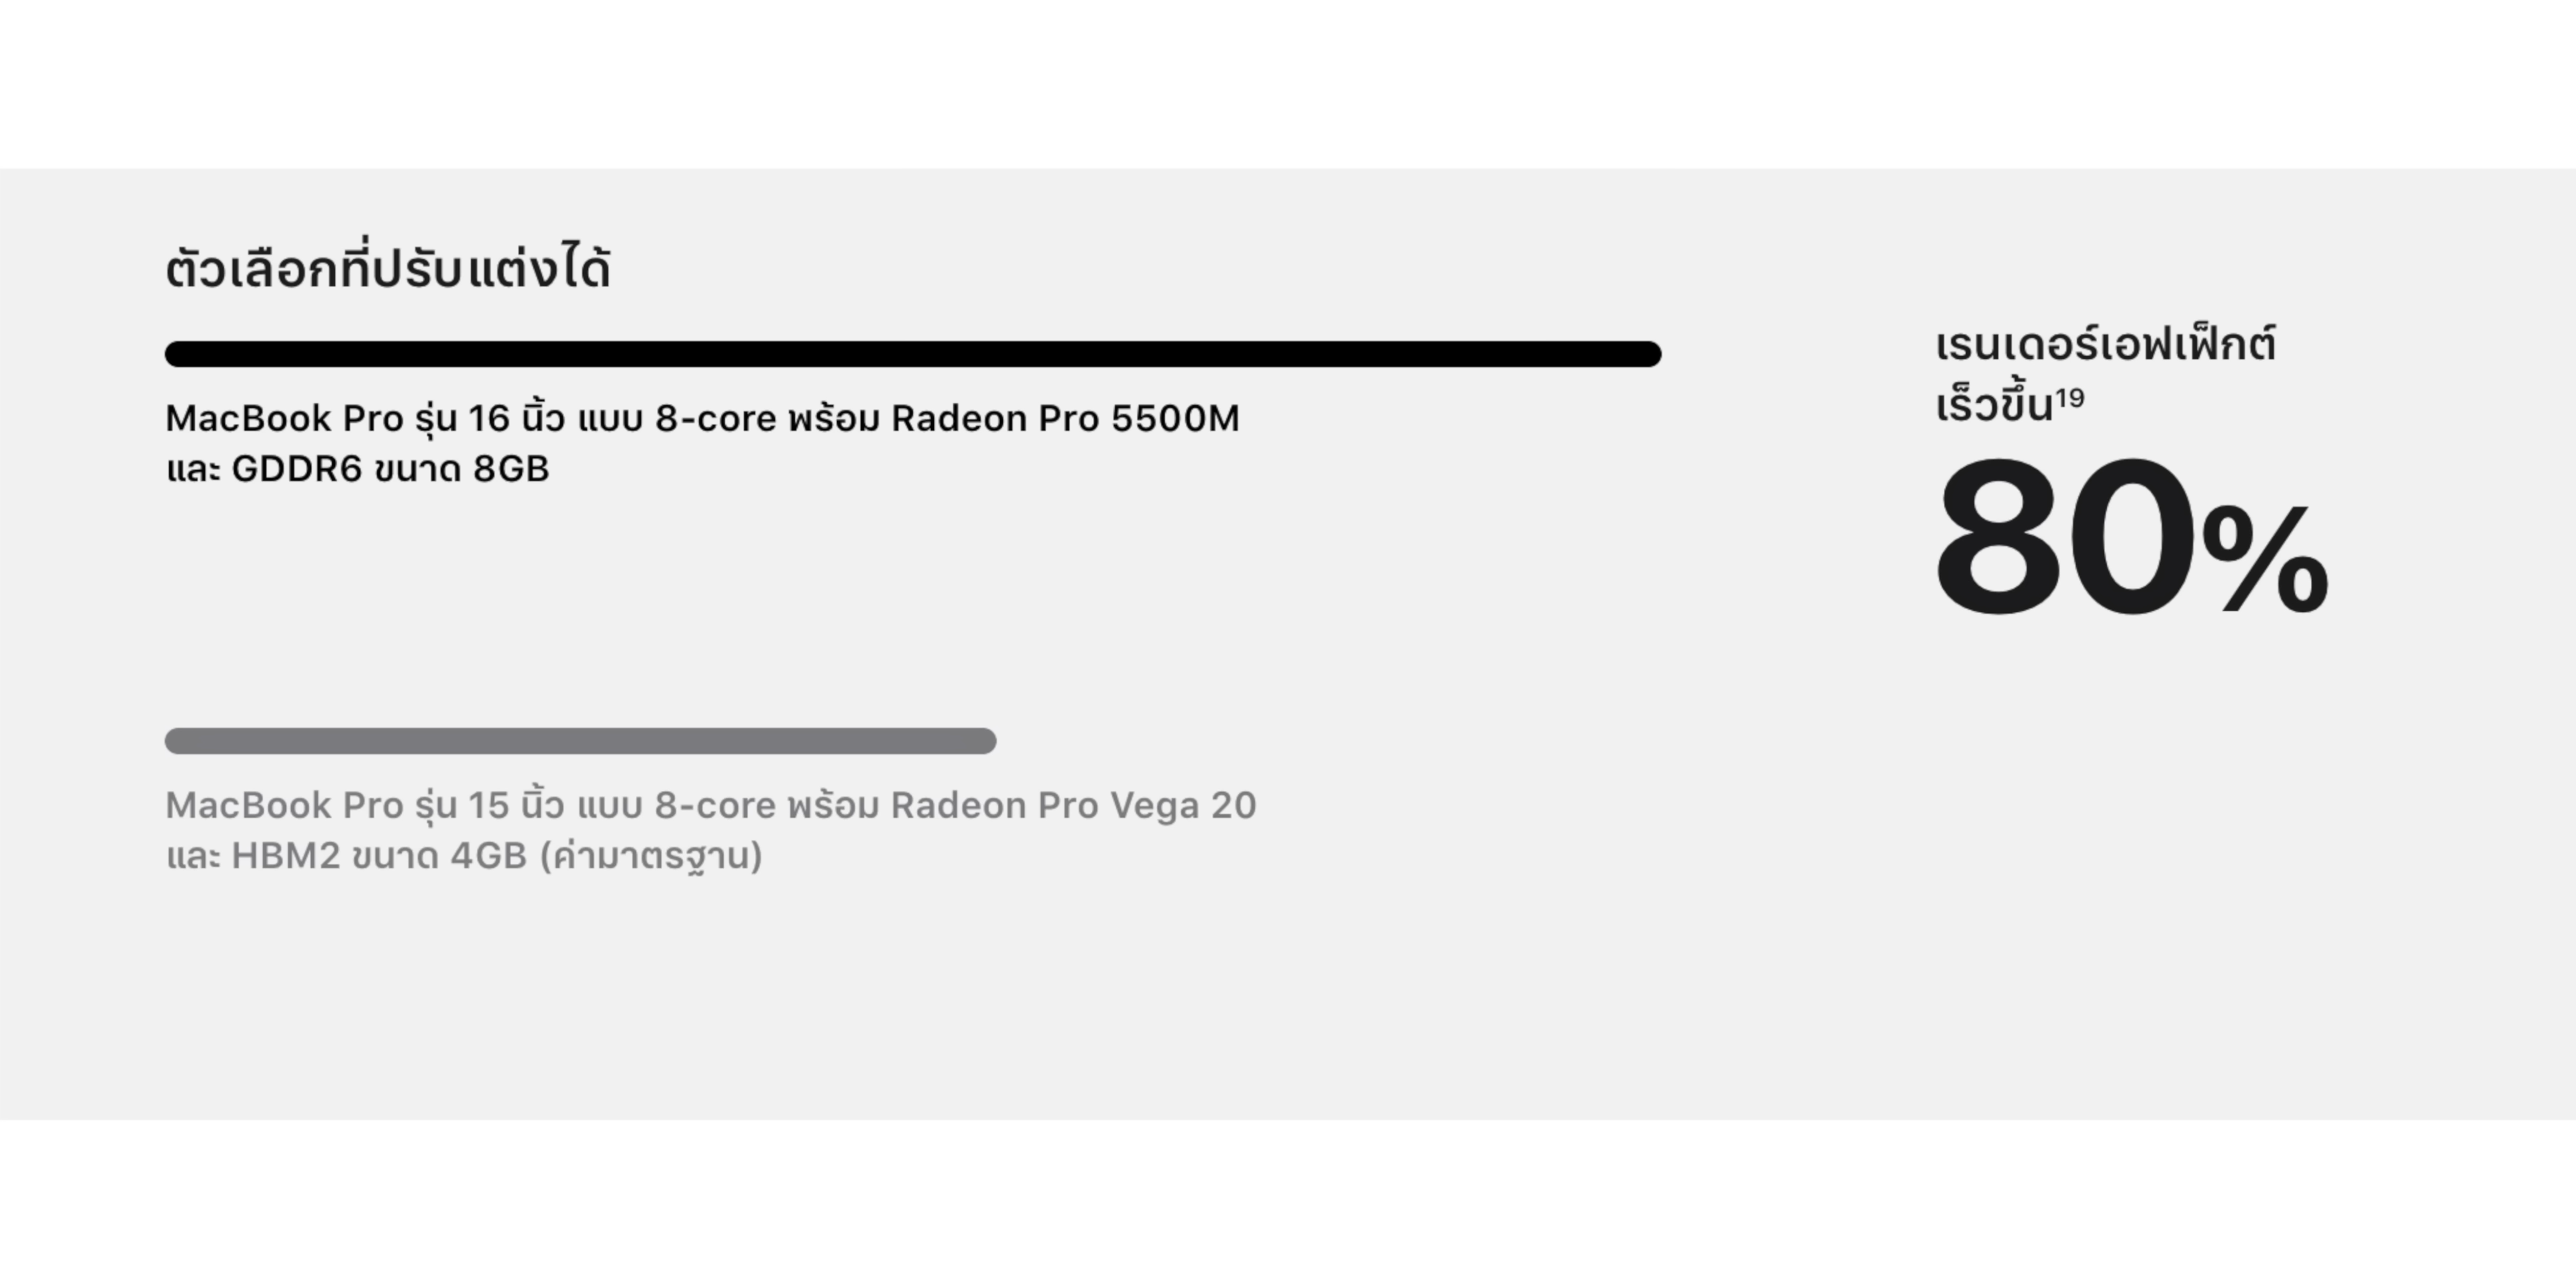 ตัวเลือกที่ปรับแต่งได้
MacBook Pro รุ่น 16 นิ้ว แบบ 8-core พร้อม Radeon Pro 5500M
และ GDDR6 ขนาด 8GB
เรนเดอร์เอฟเฟ็กต์
เร็วขึ้น¹⁹
80%
MacBook Pro รุ่น 15 นิ้ว แบบ 8-core พร้อม Radeon Pro Vega 20
และ HBM2 ขนาด 4GB (ค่ามาตรฐาน)